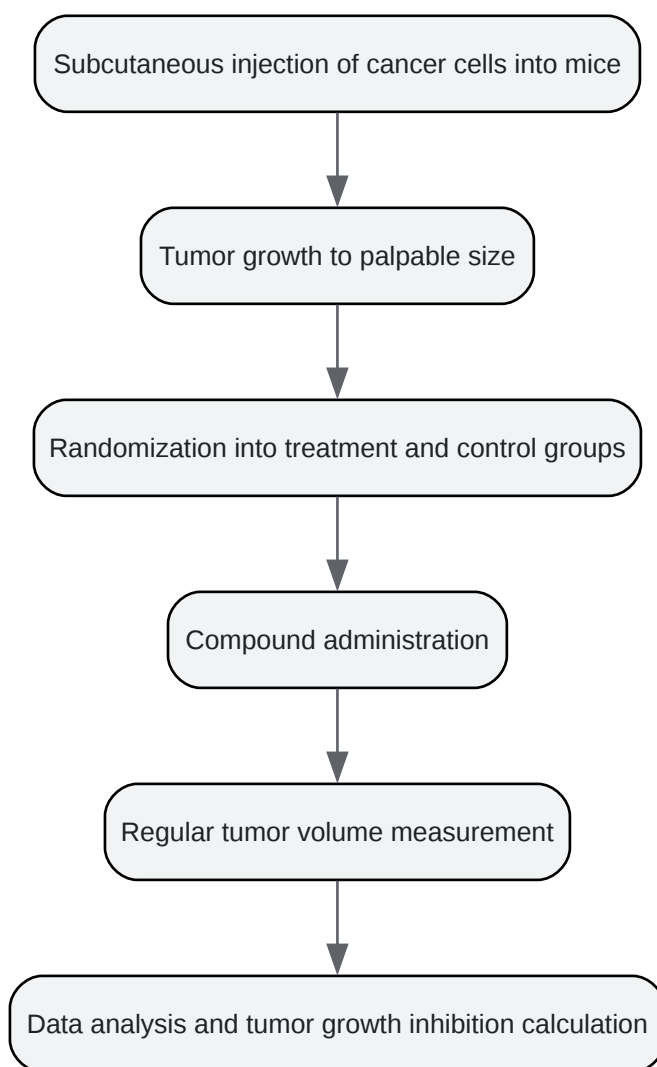 Subcutaneous injection of cancer cells into mice
Tumor growth to palpable size
Randomization into treatment and control groups
Compound administration
Regular tumor volume measurement
Data analysis and tumor growth inhibition calculation